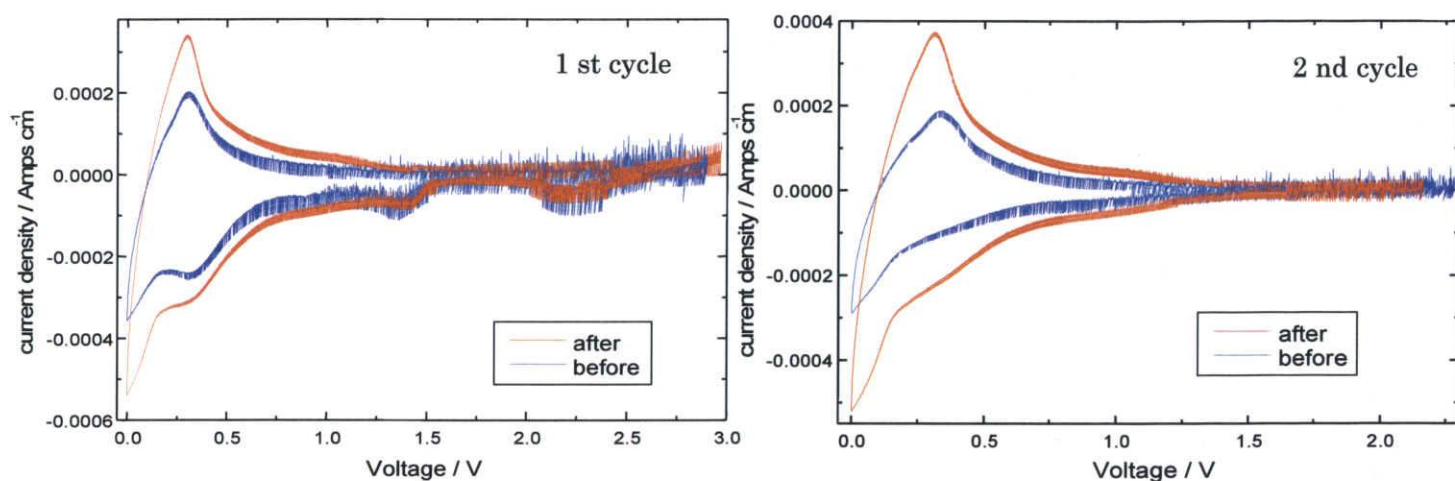 1 st cycle
0.0002
0.0000
-0.0002
-0.0004
-0.0006
current density / Amps cm⁻¹
after
before
0.0 0.5 1.0 1.5 2.0 2.5 3.0
Voltage / V
2 nd cycle
0.0004
0.0002
0.0000
-0.0002
-0.0004
current density / Amps cm⁻¹
after
before
0.0 0.5 1.0 1.5 2.0
Voltage / V